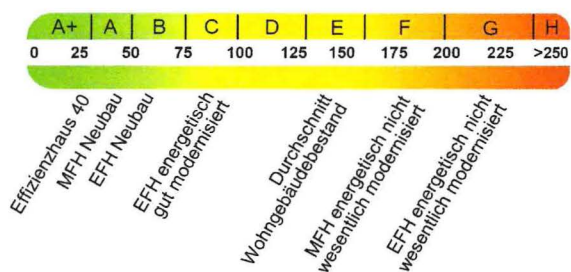 A+ A B C D E F G H
0 25 50 75 100 125 150 175 200 225 >250
Effizienzhaus 40
MFH Neubau
EFH Neubau
EFH energetisch
gut modernisiert
Durchschnitt
Wohngebäudebestand
MFH energetisch nicht
wesentlich modernisiert
EFH energetisch nicht
wesentlich modernisiert